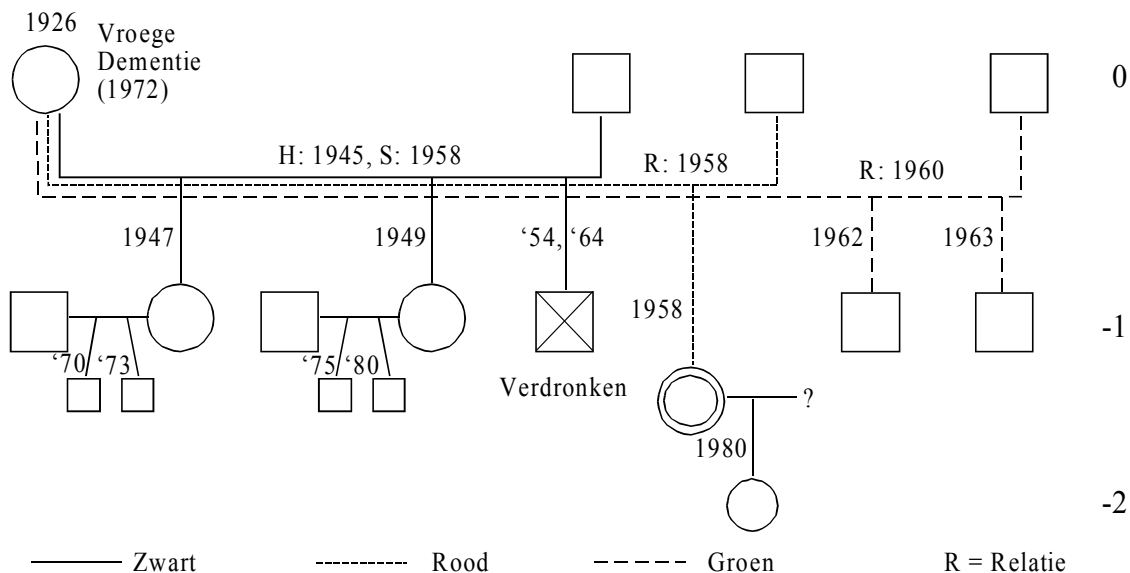 1926
Vroege
Dementie
(1972)
0
H: 1945, S: 1958
R: 1958
R: 1960
1947
1949
‘54, ‘64
1962
1963
1958
-1
‘70
‘73
‘75
‘80
Verdronken
?
1980
-2
Zwart
Rood
Groen
R = Relatie